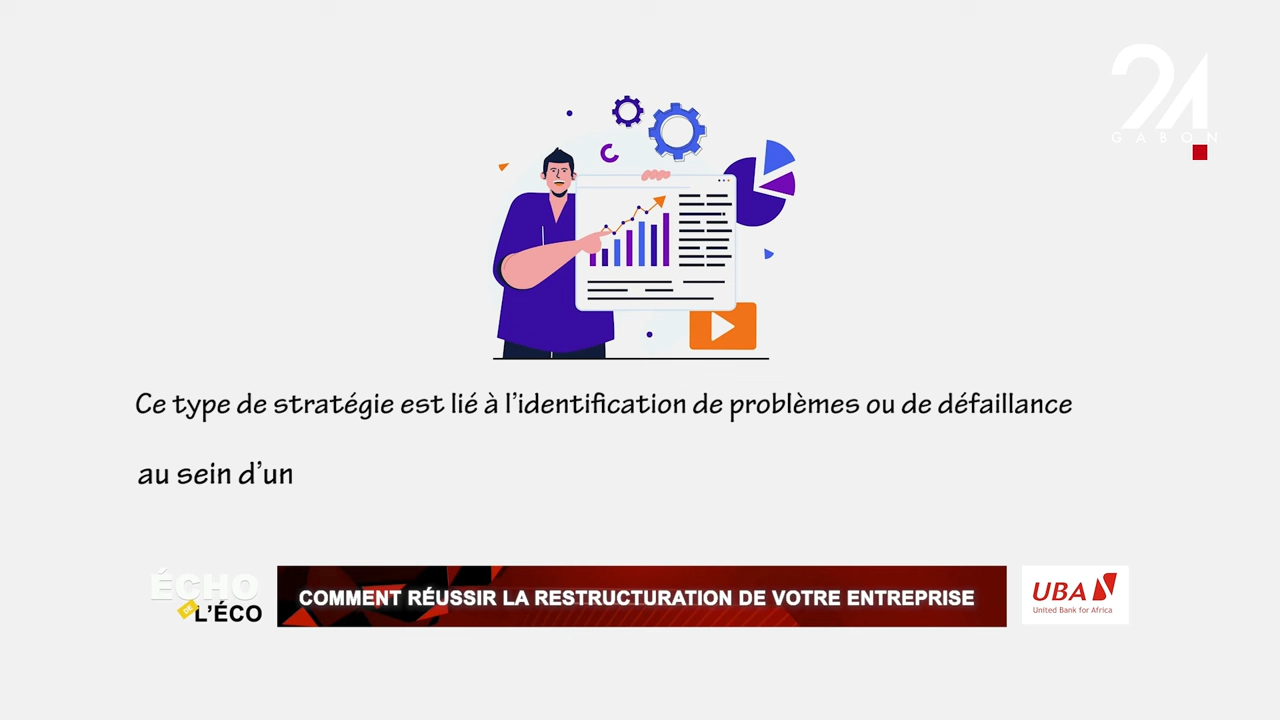 24
GABON
Ce type de stratégie est lié à l'identification de problèmes ou de défaillance
au sein d'un
ÉCHO
DE
L'ÉCO
COMMENT RÉUSSIR LA RESTRUCTURATION DE VOTRE ENTREPRISE
UBA
United Bank for Africa